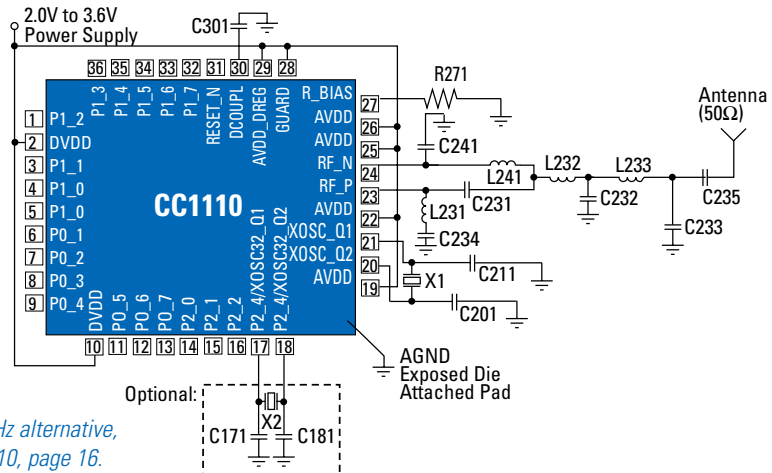 2.0V to 3.6V
Power Supply
C301
36 35 34 33 32 31 30 29 28
P1_3
P1_4
P1_5
P1_6
P1_7
RESET_N
DCOUPL
AVDD_DREG
GUARD
1 P1_2
2 DVDD
3 P1_1
4 P1_0
5 P1_0
6 P0_1
7 P0_2
8 P0_3
9 P0_4
CC1110
R_BIAS 27
AVDD 26
AVDD 25
RF_N 24
RF_P 23
AVDD 22
XOSC_Q1 21
XOSC_Q2 20
AVDD 19
DVDD
P0_5
P0_6
P0_7
P2_0
P2_1
P2_2
P2_4/XOSC32_Q1
P2_4/XOSC32_Q2
10 11 12 13 14 15 16 17 18
R271
C241
L241
L231
C231
C234
L232
C232
L233
C233
C235
Antenna
(50Ω)
C211
X1
C201
AGND
Exposed Die
Attached Pad
Optional:
X2
C171
C181
Hz alternative,
10, page 16.